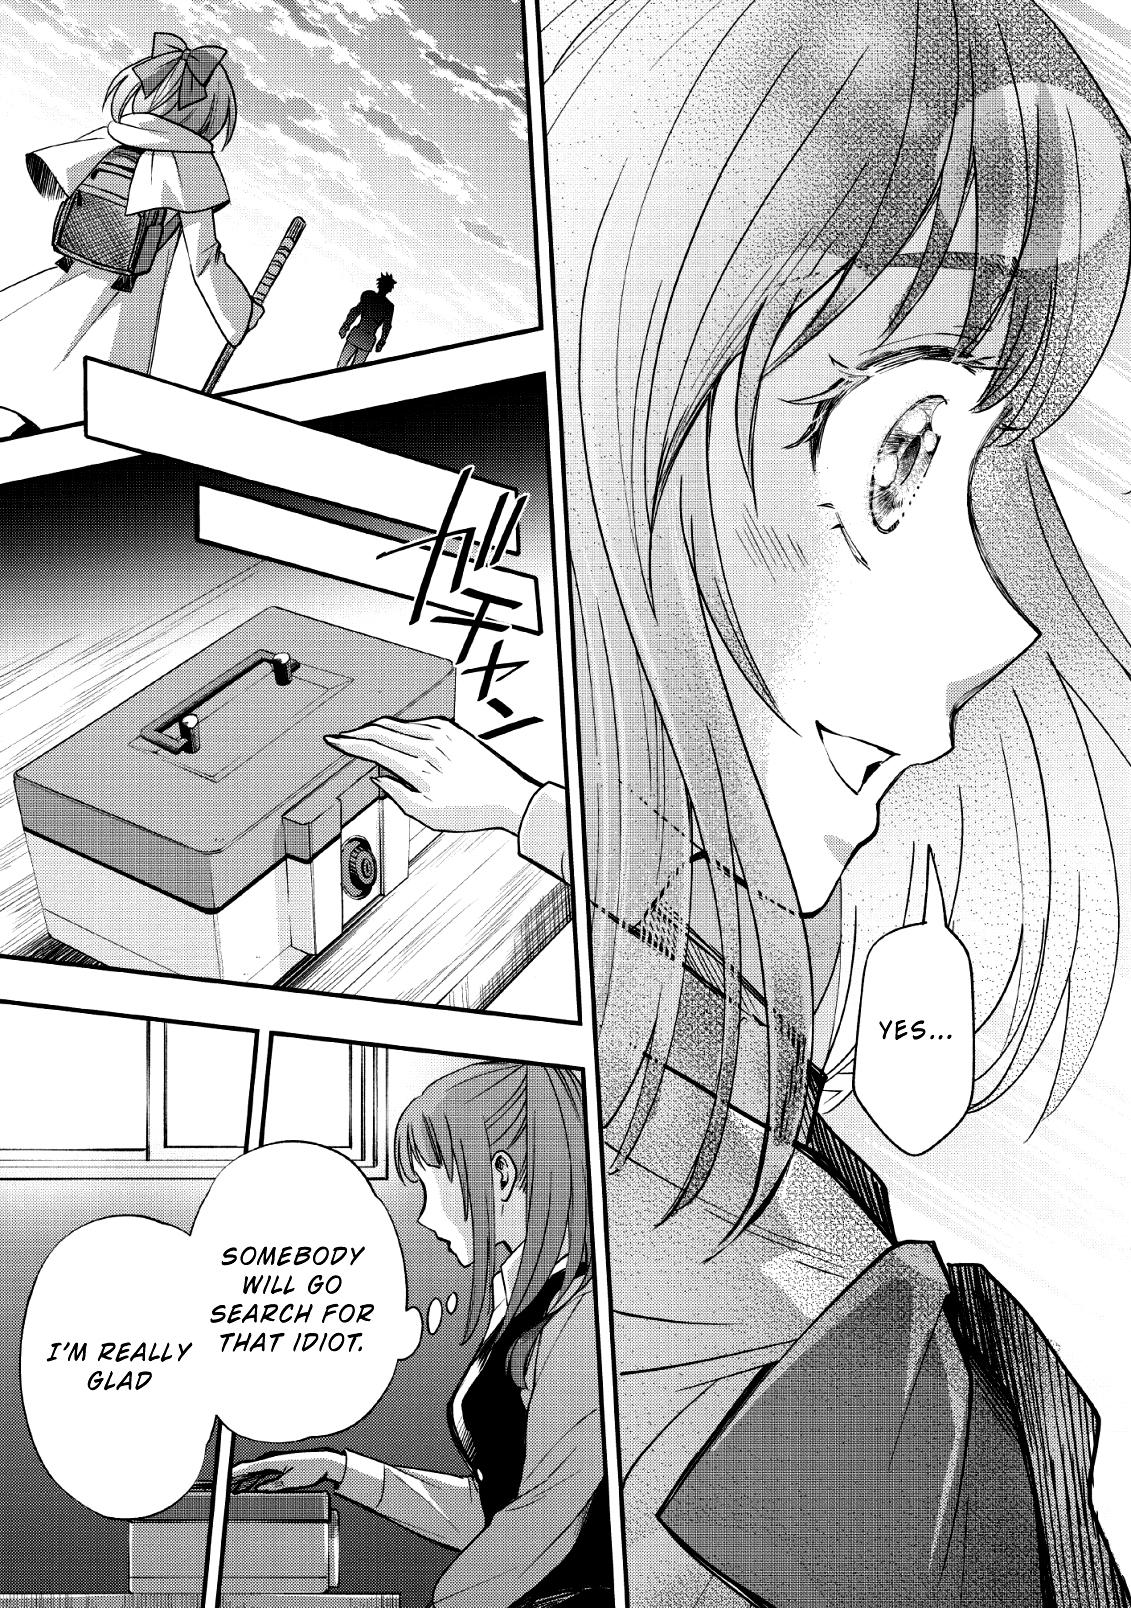 YES...
ガチャン
SOMEBODY
WILL GO
SEARCH FOR
THAT IDIOT.
I'M REALLY
GLAD